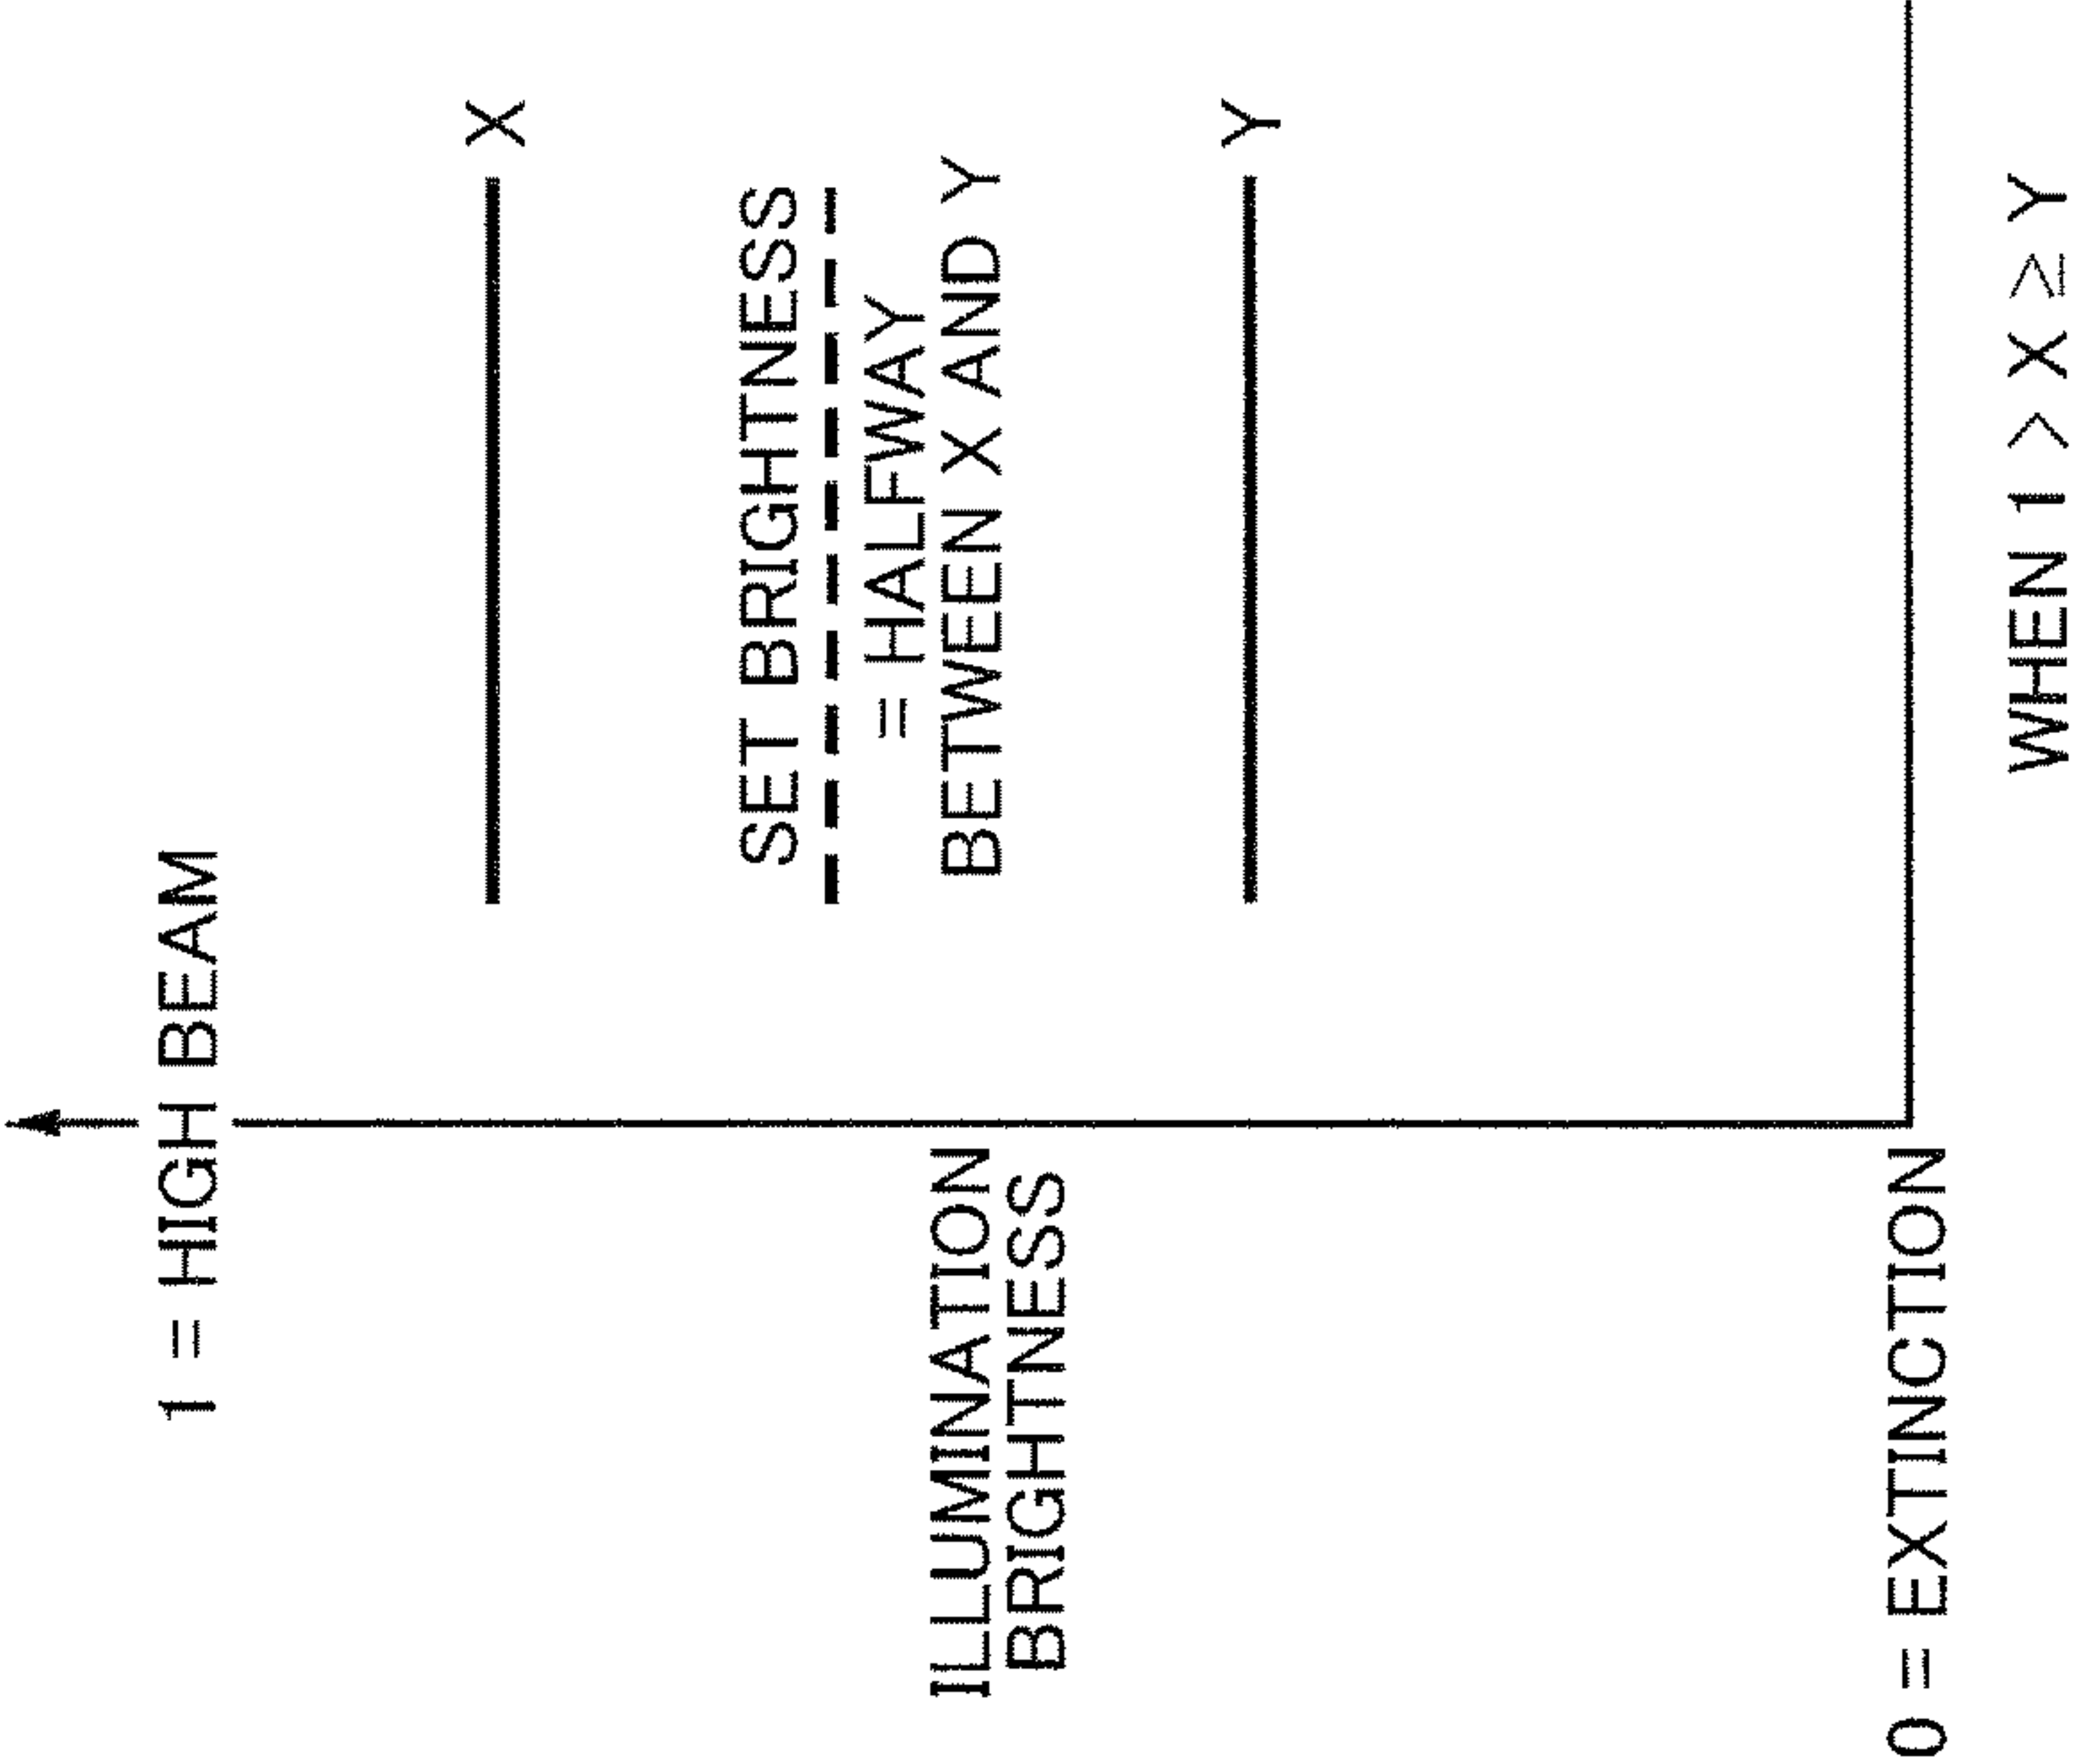 1 = HIGH BEAM
X
SET BRIGHTNESS
= HALFWAY
BETWEEN X AND Y
ILLUMINATION
BRIGHTNESS
Y
0 = EXTINCTION
WHEN 1 > X ≥ Y